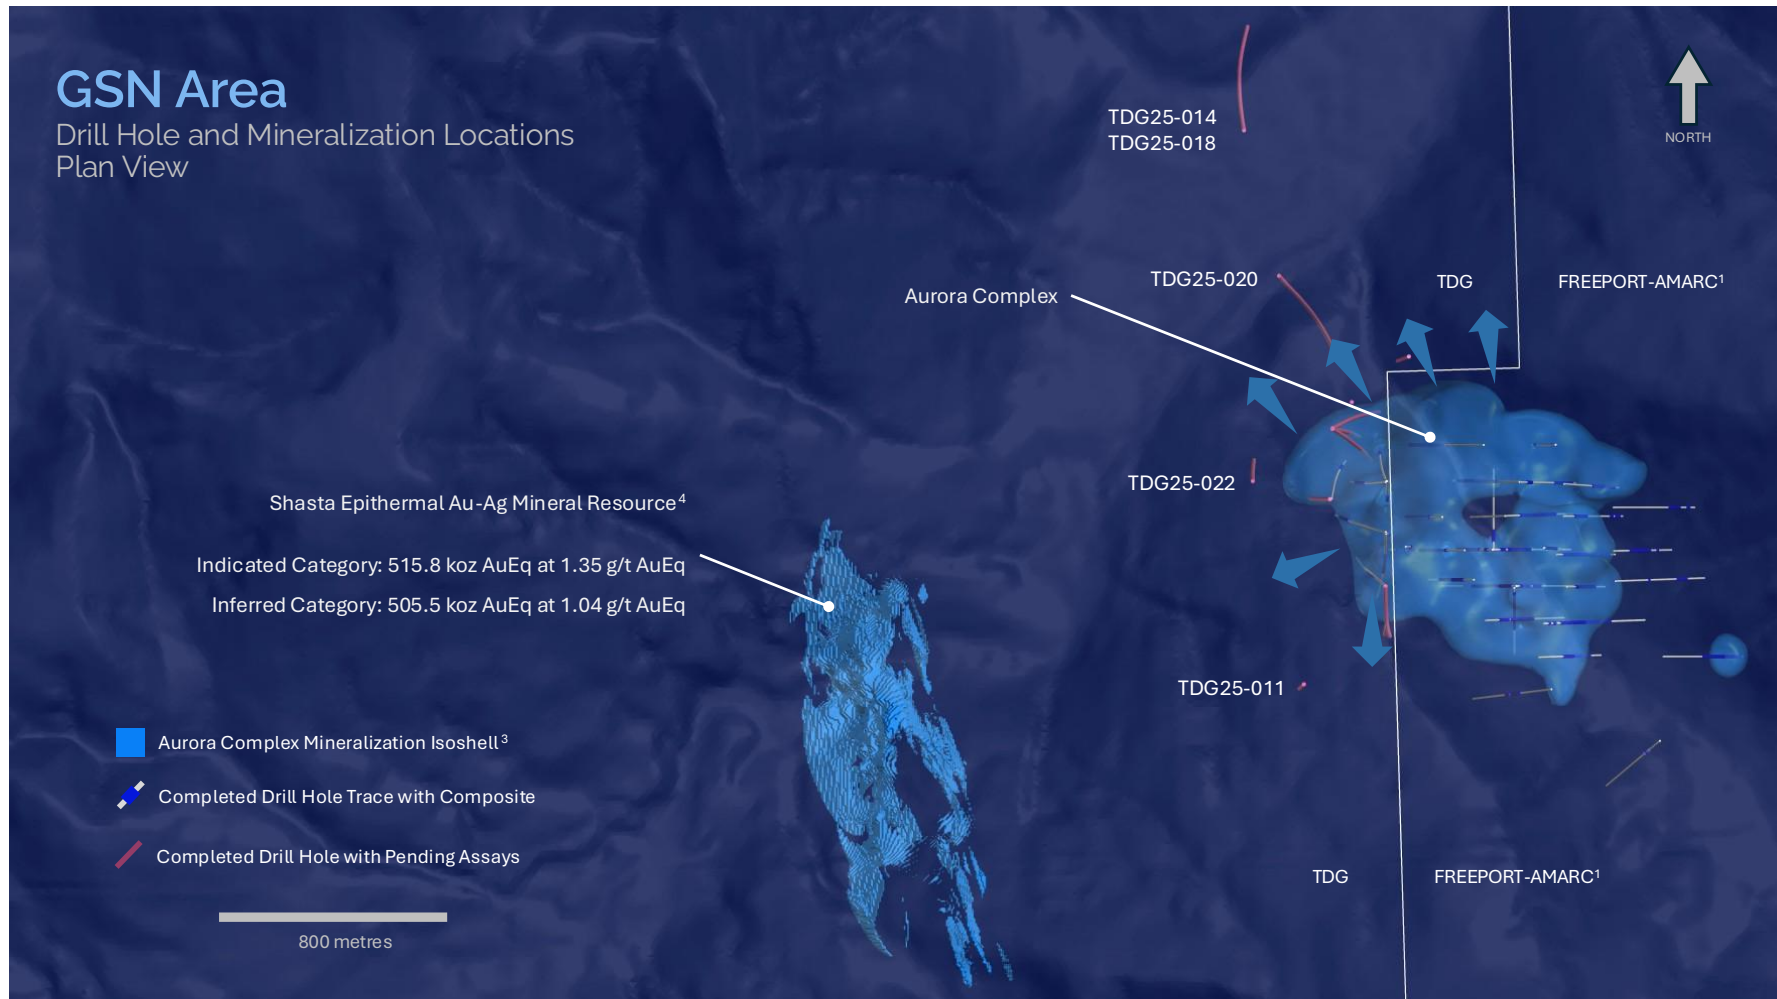 GSN Area
Drill Hole and Mineralization Locations
Plan View
NORTH
TDG25-014
TDG25-018
TDG25-020
Aurora Complex
TDG
FREEPORT-AMARC¹
TDG25-022
Shasta Epithermal Au-Ag Mineral Resource⁴
Indicated Category: 515.8 koz AuEq at 1.35 g/t AuEq
Inferred Category: 505.5 koz AuEq at 1.04 g/t AuEq
TDG25-011
Aurora Complex Mineralization Isoshell³
Completed Drill Hole Trace with Composite
Completed Drill Hole with Pending Assays
800 metres
TDG
FREEPORT-AMARC¹